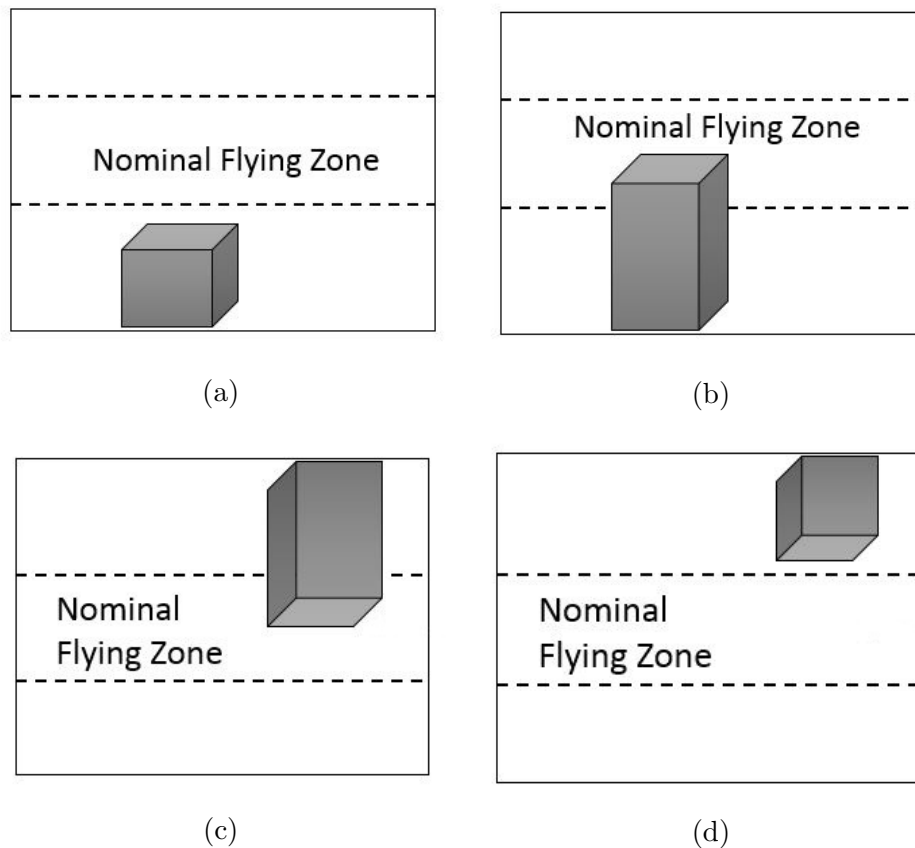 Nominal Flying Zone
Nominal Flying Zone
(a)
(b)
Nominal
Flying Zone
Nominal
Flying Zone
(c)
(d)